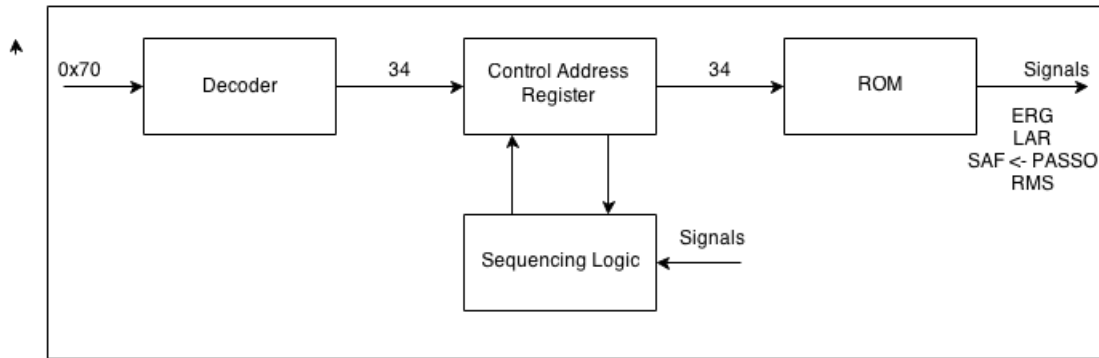 0x70
Decoder
34
Control Address
Register
34
ROM
Signals
ERG
LAR
SAF <- PASSO
RMS
Sequencing Logic
Signals